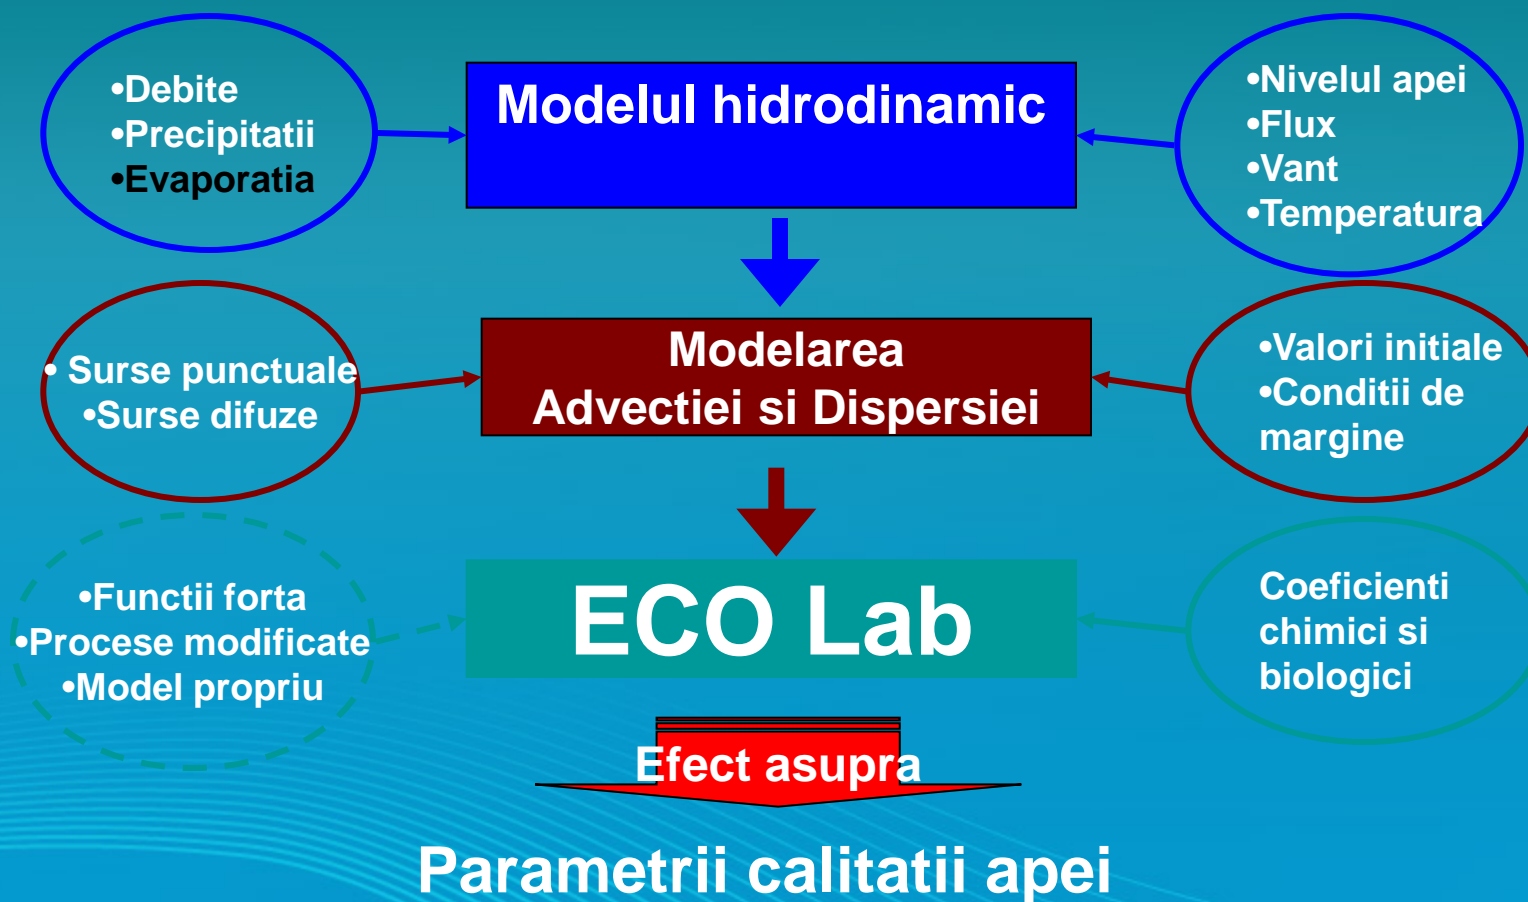 •Debite
•Precipitatii
•Evaporatia
Modelul hidrodinamic
•Nivelul apei
•Flux
•Vant
•Temperatura
• Surse punctuale
•Surse difuze
Modelarea
Advectiei si Dispersiei
•Valori initiale
•Conditii de
margine
•Functii forta
•Procese modificate
•Model propriu
ECO Lab
Coeficienti
chimici si
biologici
Efect asupra
Parametrii calitatii apei